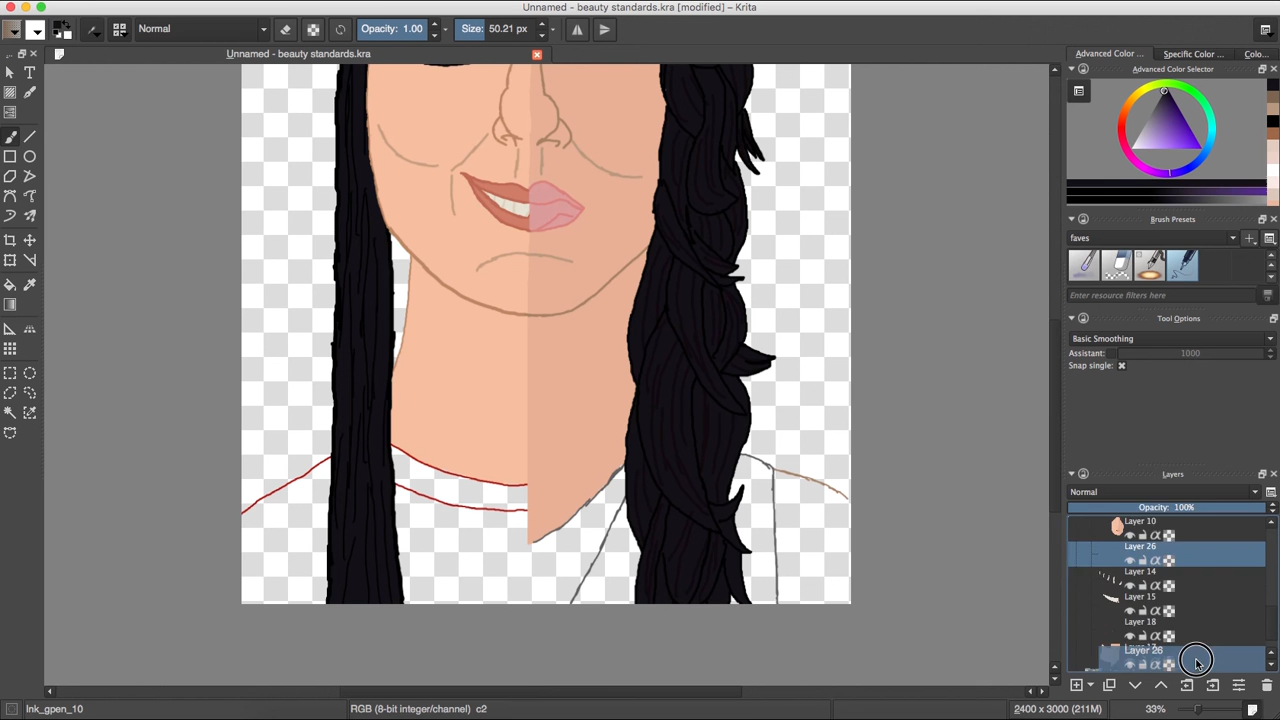 Unnamed - beauty standards.kra [modified] – Krita
Normal
Opacity: 1.00
Size: 50.21 px
Unnamed - beauty standards.kra
Advanced Color ...
Specific Color ...
Colo...
Advanced Color Selector
Brush Presets
faves
Enter resource filters here
Tool Options
Basic Smoothing
Assistant:
1000
Snap single:
Layers
Normal
Opacity: 100%
Layer 10
Layer 26
Layer 14
Layer 15
Layer 18
Layer 26
Ink_gpen_10
RGB (8-bit integer/channel) c2
2400 x 3000 (211M)
33%